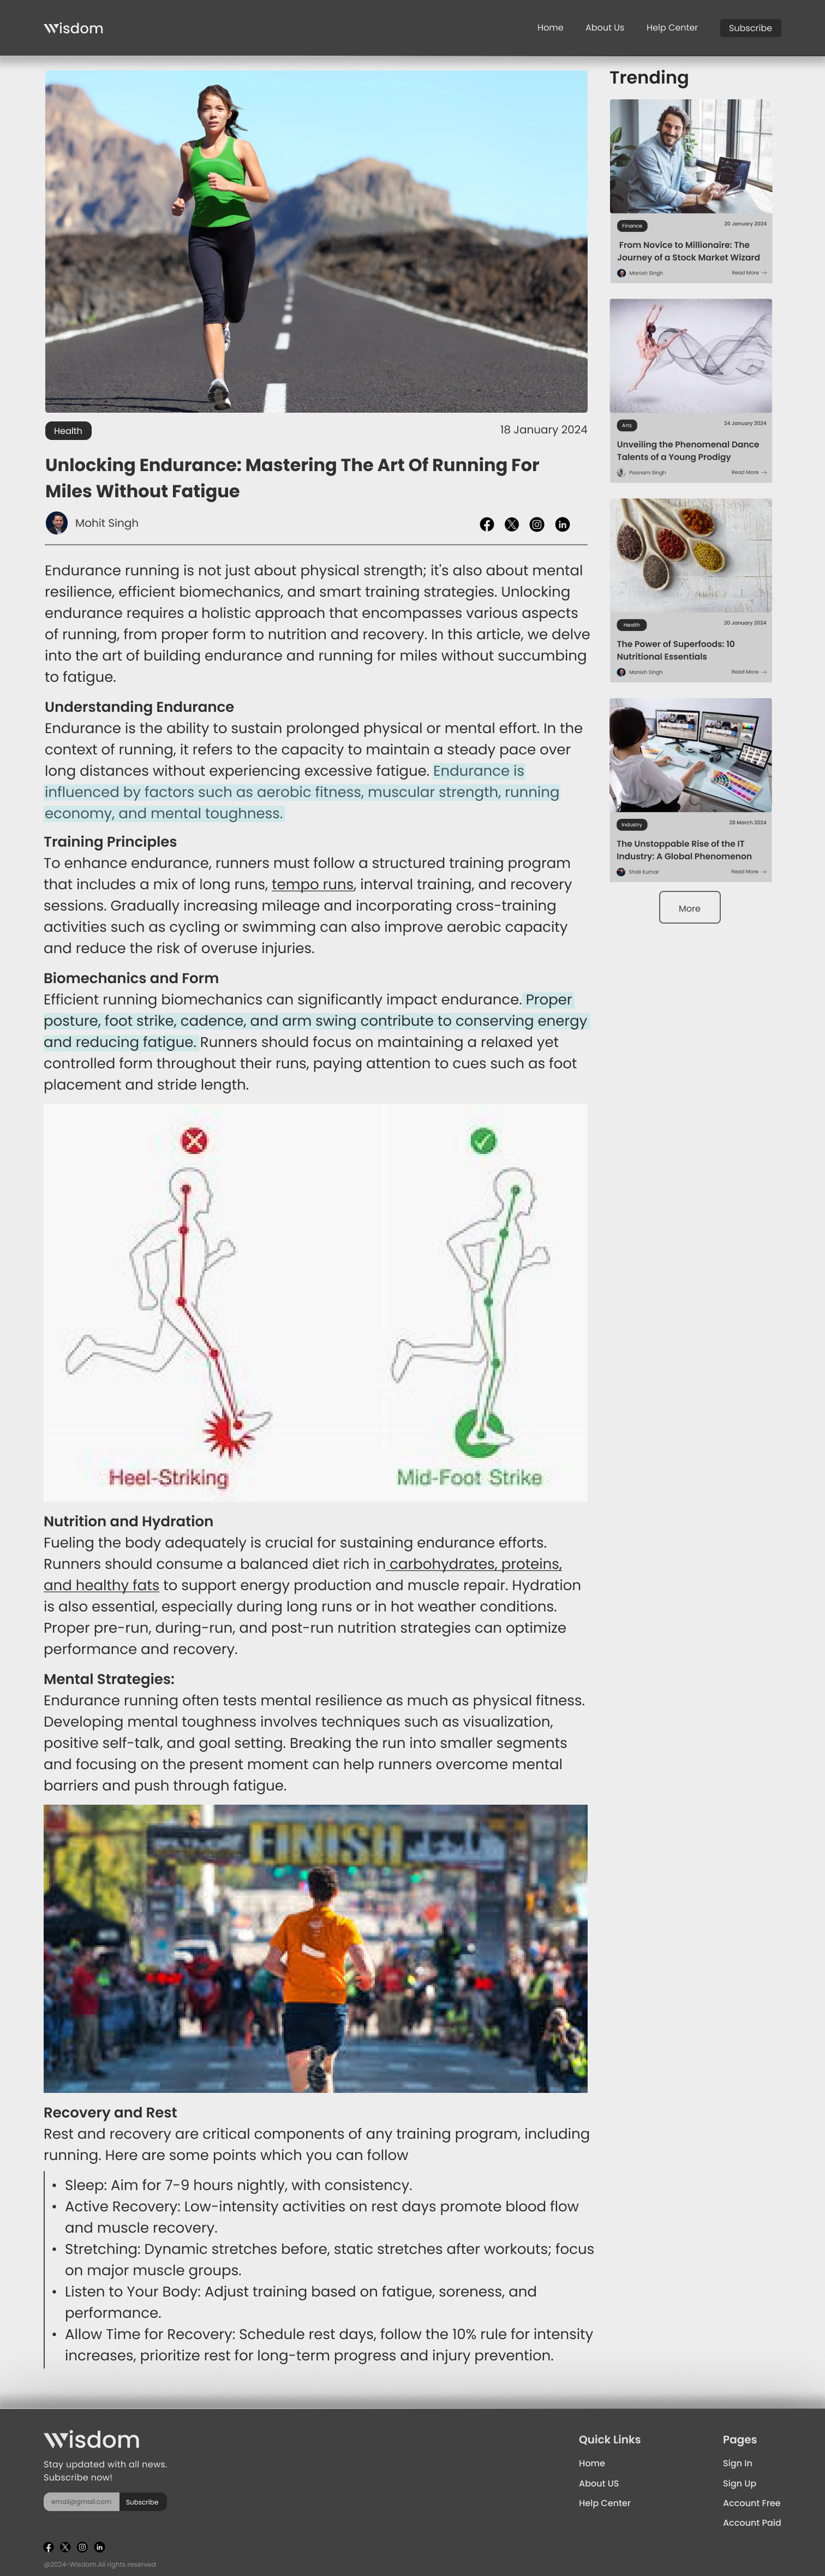 Wisdom
Home
About Us
Help Center
Subscribe
Health
18 January 2024
Unlocking Endurance: Mastering The Art Of Running For
Miles Without Fatigue
Mohit Singh
Endurance running is not just about physical strength; it's also about mental
resilience, efficient biomechanics, and smart training strategies. Unlocking
endurance requires a holistic approach that encompasses various aspects
of running, from proper form to nutrition and recovery. In this article, we delve
into the art of building endurance and running for miles without succumbing
to fatigue.
Understanding Endurance
Endurance is the ability to sustain prolonged physical or mental effort. In the
context of running, it refers to the capacity to maintain a steady pace over
long distances without experiencing excessive fatigue. Endurance is
influenced by factors such as aerobic fitness, muscular strength, running
economy, and mental toughness.
Training Principles
To enhance endurance, runners must follow a structured training program
that includes a mix of long runs, tempo runs, interval training, and recovery
sessions. Gradually increasing mileage and incorporating cross-training
activities such as cycling or swimming can also improve aerobic capacity
and reduce the risk of overuse injuries.
Biomechanics and Form
Efficient running biomechanics can significantly impact endurance. Proper
posture, foot strike, cadence, and arm swing contribute to conserving energy
and reducing fatigue. Runners should focus on maintaining a relaxed yet
controlled form throughout their runs, paying attention to cues such as foot
placement and stride length.
Heel-Striking
Mid-Foot Strike
Nutrition and Hydration
Fueling the body adequately is crucial for sustaining endurance efforts.
Runners should consume a balanced diet rich in carbohydrates, proteins,
and healthy fats to support energy production and muscle repair. Hydration
is also essential, especially during long runs or in hot weather conditions.
Proper pre-run, during-run, and post-run nutrition strategies can optimize
performance and recovery.
Mental Strategies:
Endurance running often tests mental resilience as much as physical fitness.
Developing mental toughness involves techniques such as visualization,
positive self-talk, and goal setting. Breaking the run into smaller segments
and focusing on the present moment can help runners overcome mental
barriers and push through fatigue.
FINISH
Recovery and Rest
Rest and recovery are critical components of any training program, including
running. Here are some points which you can follow
• Sleep: Aim for 7-9 hours nightly, with consistency.
• Active Recovery: Low-intensity activities on rest days promote blood flow
and muscle recovery.
• Stretching: Dynamic stretches before, static stretches after workouts; focus
on major muscle groups.
• Listen to Your Body: Adjust training based on fatigue, soreness, and
performance.
• Allow Time for Recovery: Schedule rest days, follow the 10% rule for intensity
increases, prioritize rest for long-term progress and injury prevention.
Trending
Finance
20 January 2024
From Novice to Millionaire: The
Journey of a Stock Market Wizard
Manish Singh
Read More →
Arts
24 January 2024
Unveiling the Phenomenal Dance
Talents of a Young Prodigy
Poonam Singh
Read More →
Health
20 January 2024
The Power of Superfoods: 10
Nutritional Essentials
Manish Singh
Read More →
Industry
28 March 2024
The Unstoppable Rise of the IT
Industry: A Global Phenomenon
Shail Kumar
Read More →
More
Wisdom
Stay updated with all news.
Subscribe now!
email@gmail.com
Subscribe
@2024-Wisdom.All rights reserved
Quick Links
Home
About US
Help Center
Pages
Sign In
Sign Up
Account Free
Account Paid